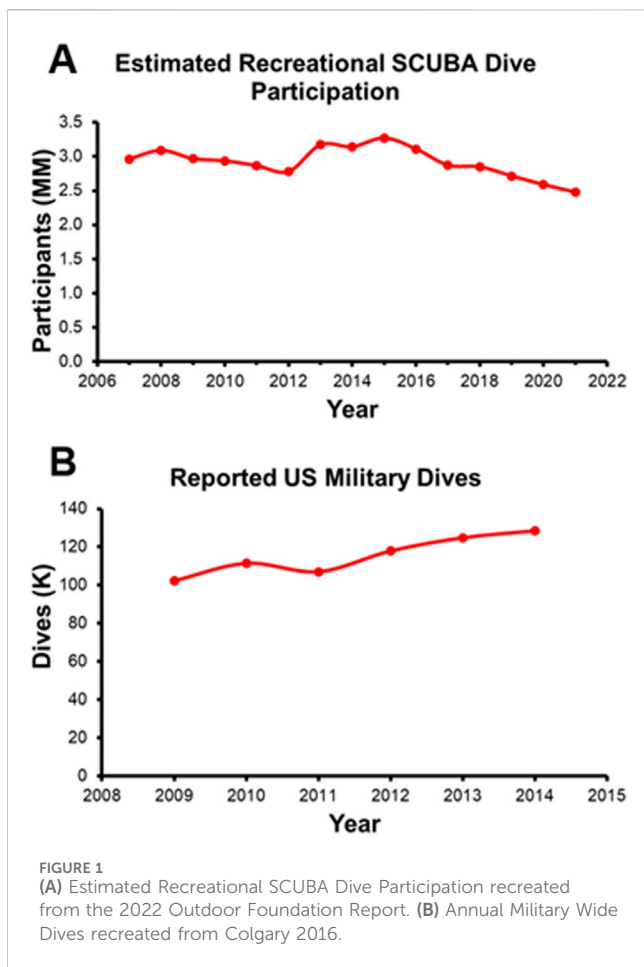 A
Estimated Recreational SCUBA Dive
Participation
3.5
3.0
2.5
2.0
1.5
1.0
0.5
0.0
Participants (MM)
2006 2008 2010 2012 2014 2016 2018 2020 2022
Year
B
Reported US Military Dives
140
120
100
80
60
40
20
0
Dives (K)
2008 2009 2010 2011 2012 2013 2014 2015
Year
FIGURE 1
(A) Estimated Recreational SCUBA Dive Participation recreated
from the 2022 Outdoor Foundation Report. (B) Annual Military Wide
Dives recreated from Colgary 2016.